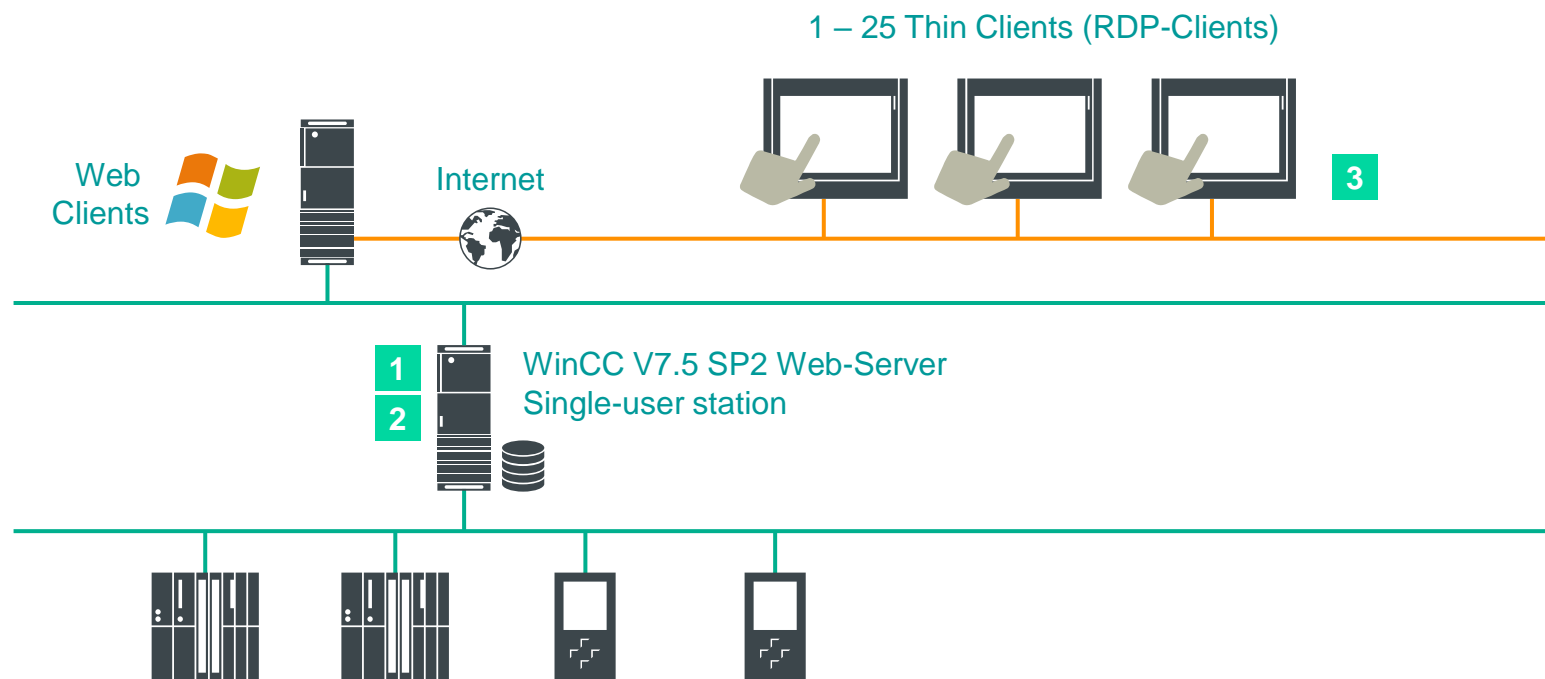 1 – 25 Thin Clients (RDP-Clients)
Web
Clients
Internet
3
1
2
WinCC V7.5 SP2 Web-Server
Single-user station